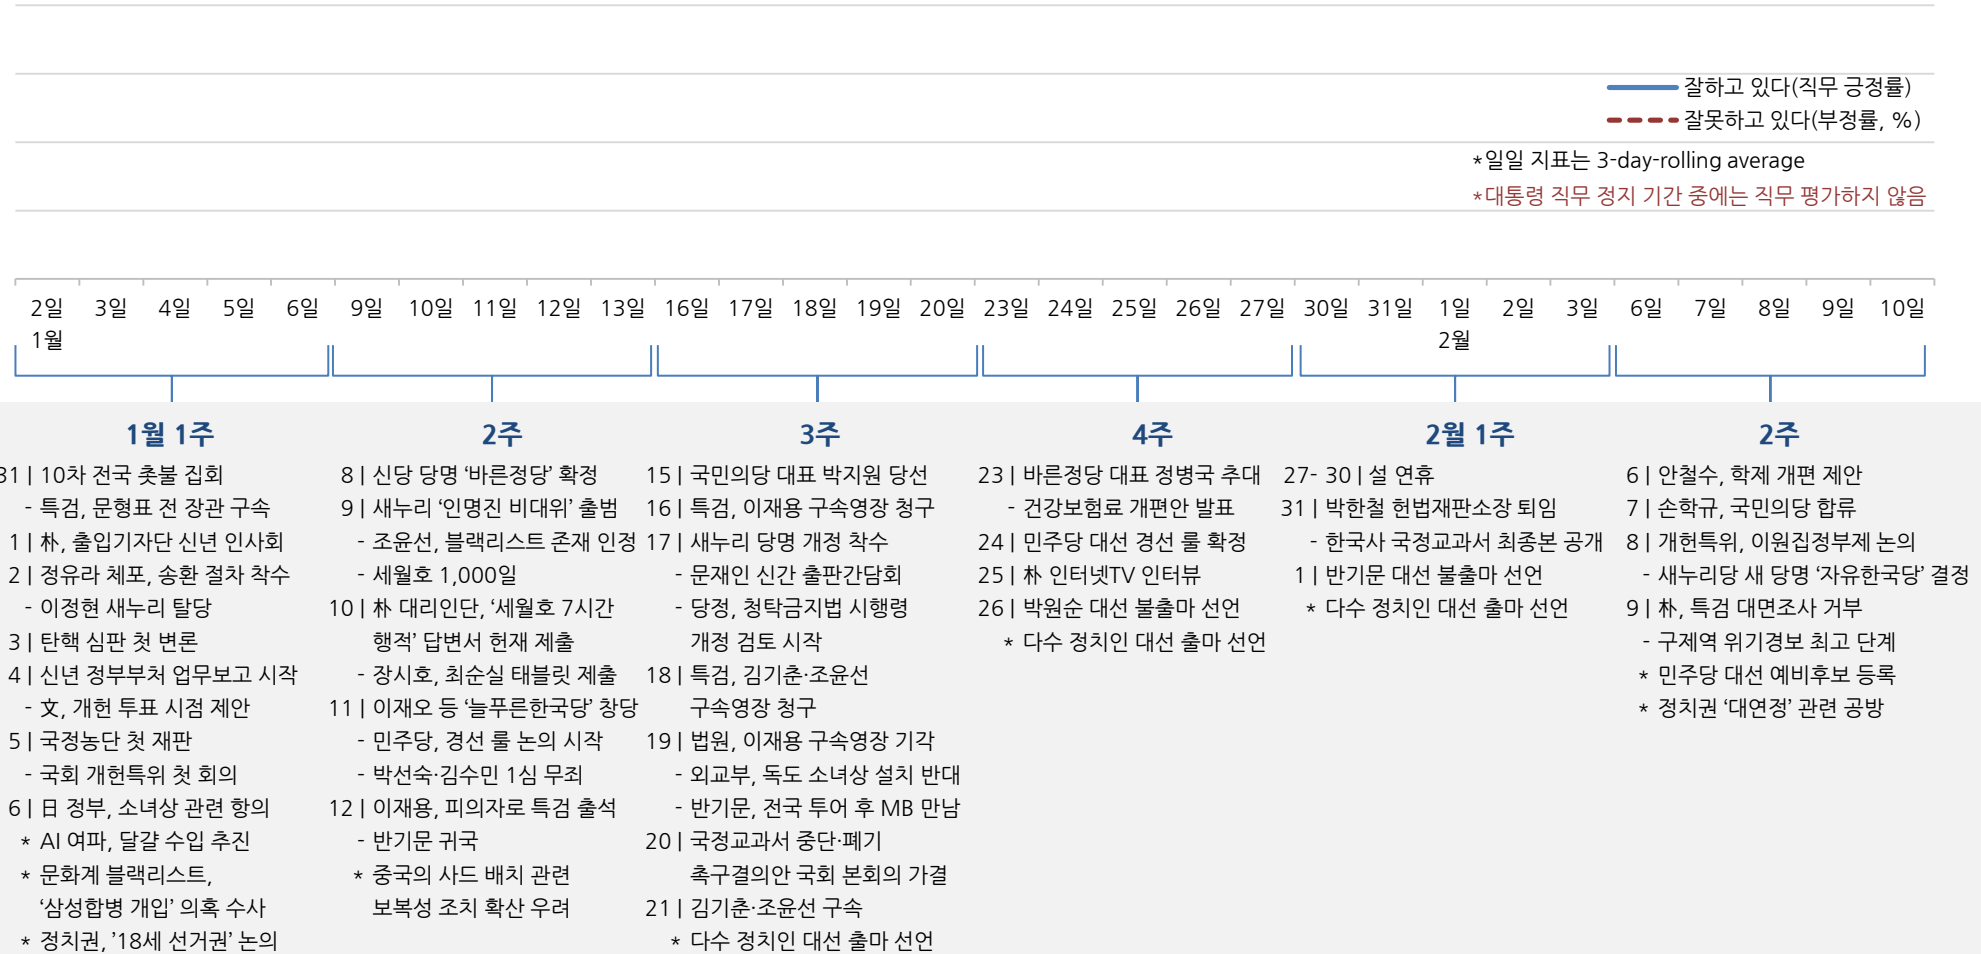 잘하고 있다(직무 긍정률)
잘못하고 있다(부정률, %)
*일일 지표는 3-day-rolling average
*대통령 직무 정지 기간 중에는 직무 평가하지 않음
2일 3일 4일 5일 6일 9일 10일 11일 12일 13일 16일 17일 18일 19일 20일 23일 24일 25일 26일 27일 30일 31일 1일 2일 3일 6일 7일 8일 9일 10일
1월 2월
1월 1주
31 | 10차 전국 촛불 집회
- 특검, 문형표 전 장관 구속
1 | 朴, 출입기자단 신년 인사회
2 | 정유라 체포, 송환 절차 착수
- 이정현 새누리 탈당
3 | 탄핵 심판 첫 변론
4 | 신년 정부부처 업무보고 시작
- 文, 개헌 투표 시점 제안
5 | 국정농단 첫 재판
- 국회 개헌특위 첫 회의
6 | 日 정부, 소녀상 관련 항의
* AI 여파, 달걀 수입 추진
* 문화계 블랙리스트,
‘삼성합병 개입’ 의혹 수사
* 정치권, ’18세 선거권’ 논의
2주
8 | 신당 당명 ‘바른정당’ 확정
9 | 새누리 ‘인명진 비대위’ 출범
- 조윤선, 블랙리스트 존재 인정
- 세월호 1,000일
10 | 朴 대리인단, ‘세월호 7시간
행적’ 답변서 헌재 제출
- 장시호, 최순실 태블릿 제출
11 | 이재오 등 ‘늘푸른한국당’ 창당
- 민주당, 경선 룰 논의 시작
- 박선숙·김수민 1심 무죄
12 | 이재용, 피의자로 특검 출석
- 반기문 귀국
* 중국의 사드 배치 관련
보복성 조치 확산 우려
3주
15 | 국민의당 대표 박지원 당선
16 | 특검, 이재용 구속영장 청구
17 | 새누리 당명 개정 착수
- 문재인 신간 출판간담회
- 당정, 청탁금지법 시행령
개정 검토 시작
18 | 특검, 김기춘·조윤선
구속영장 청구
19 | 법원, 이재용 구속영장 기각
- 외교부, 독도 소녀상 설치 반대
- 반기문, 전국 투어 후 MB 만남
20 | 국정교과서 중단·폐기
촉구결의안 국회 본회의 가결
21 | 김기춘·조윤선 구속
* 다수 정치인 대선 출마 선언
4주
23 | 바른정당 대표 정병국 추대
- 건강보험료 개편안 발표
24 | 민주당 대선 경선 룰 확정
25 | 朴 인터넷TV 인터뷰
26 | 박원순 대선 불출마 선언
* 다수 정치인 대선 출마 선언
2월 1주
27- 30 | 설 연휴
31 | 박한철 헌법재판소장 퇴임
- 한국사 국정교과서 최종본 공개
1 | 반기문 대선 불출마 선언
* 다수 정치인 대선 출마 선언
2주
6 | 안철수, 학제 개편 제안
7 | 손학규, 국민의당 합류
8 | 개헌특위, 이원집정부제 논의
- 새누리당 새 당명 ‘자유한국당’ 결정
9 | 朴, 특검 대면조사 거부
- 구제역 위기경보 최고 단계
* 민주당 대선 예비후보 등록
* 정치권 ‘대연정’ 관련 공방